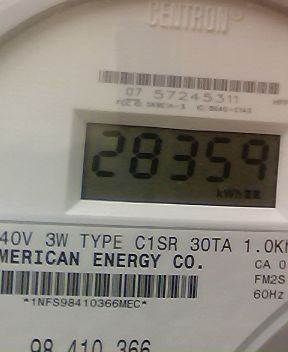 CENTRON®
07 57245311
28359
kWh
40V 3W TYPE C1SR 30TA 1.0K
MERICAN ENERGY CO.
CA 0
FM2S
60Hz
*1NFS98410366MEC*
98 410 366